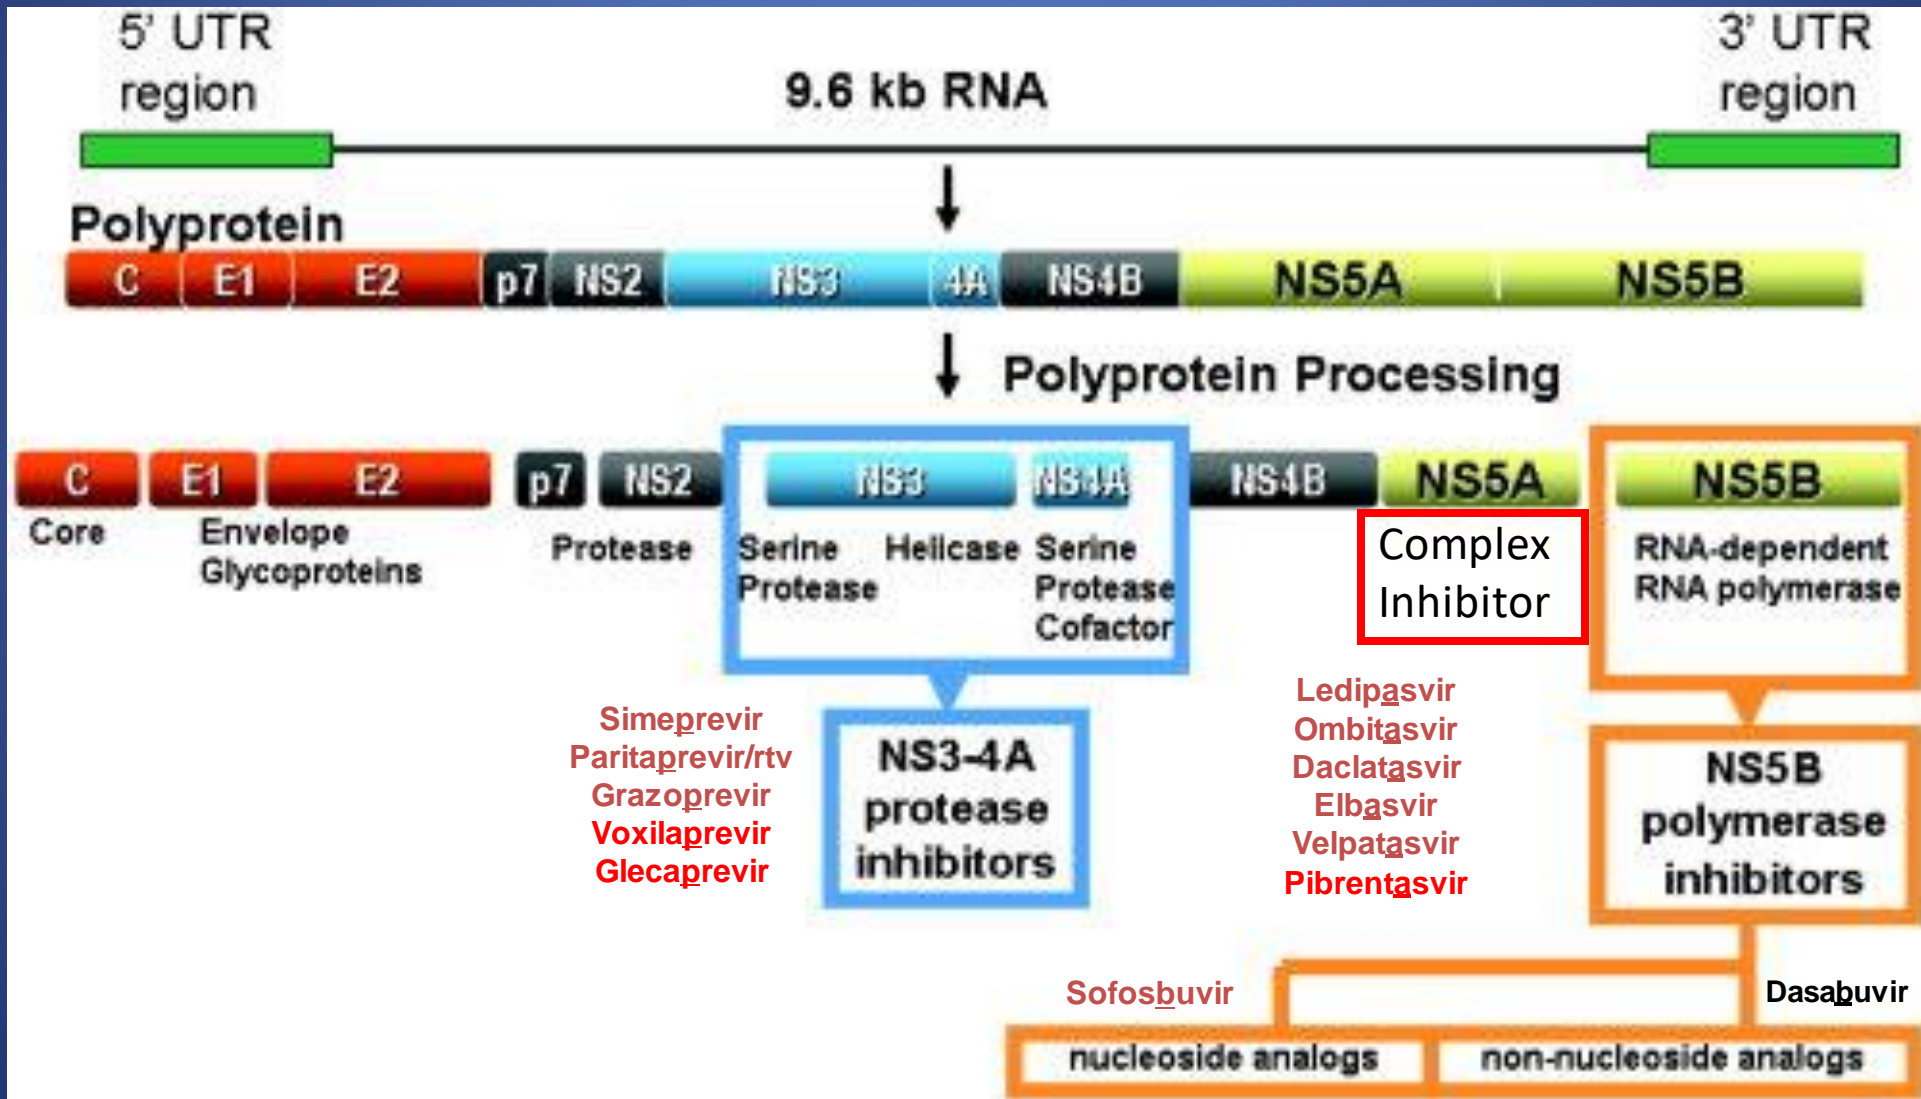 5’ UTR
region
9.6 kb RNA
3’ UTR
region
Polyprotein
C E1 E2 p7 NS2 NS3 4A NS4B NS5A NS5B
Polyprotein Processing
C E1 E2 p7 NS2 NS3 NS4A NS4B NS5A NS5B
Core
Envelope
Glycoproteins
Protease
Serine
Protease
Helicase
Serine
Protease
Cofactor
Complex
Inhibitor
RNA-dependent
RNA polymerase
Simeprevir
Paritaprevir/rtv
Grazoprevir
Voxilaprevir
Glecaprevir
NS3-4A
protease
inhibitors
Ledipasvir
Ombitasvir
Daclatasvir
Elbasvir
Velpatasvir
Pibrentasvir
NS5B
polymerase
inhibitors
Sofosbuvir
Dasabuvir
nucleoside analogs
non-nucleoside analogs